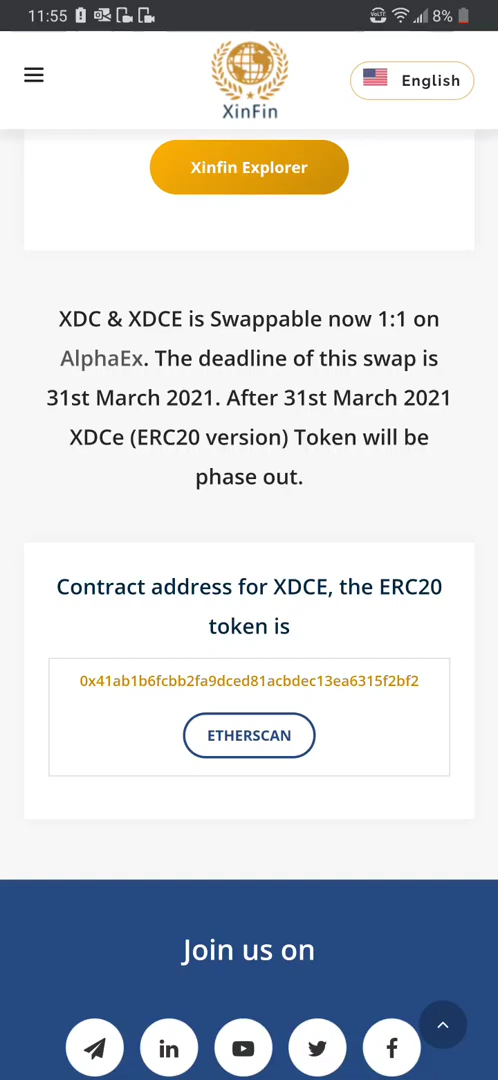 11:55
VoLTE
8%
XinFin
English
Xinfin Explorer
XDC & XDCE is Swappable now 1:1 on
AlphaEx. The deadline of this swap is
31st March 2021. After 31st March 2021
XDCe (ERC20 version) Token will be
phase out.
Contract address for XDCE, the ERC20
token is
0x41ab1b6fcbb2fa9dced81acbdec13ea6315f2bf2
ETHERSCAN
Join us on